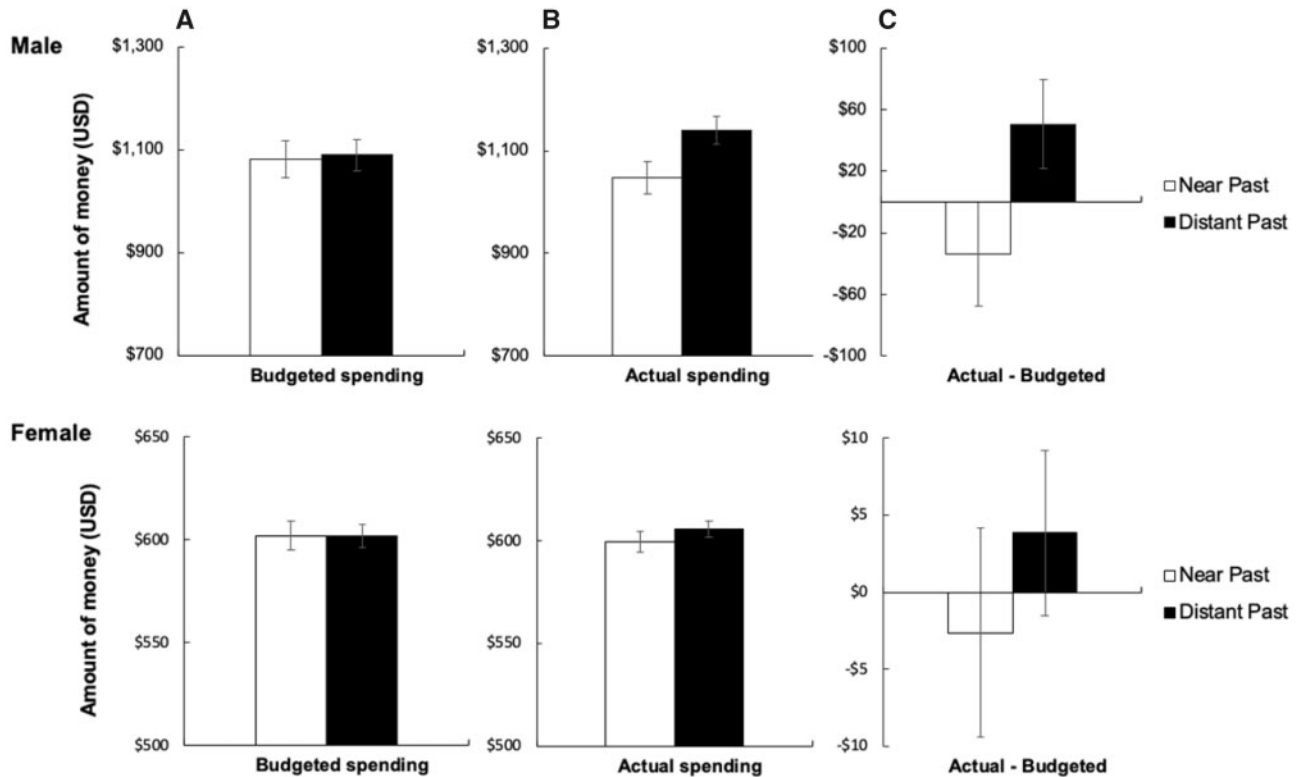 A
B
C
Male
Amount of money (USD)
$1,300
$1,100
$900
$700
Budgeted spending
$1,300
$1,100
$900
$700
Actual spending
$100
$60
$20
-$20
-$60
-$100
Actual - Budgeted
Near Past
Distant Past
Female
Amount of money (USD)
$650
$600
$550
$500
Budgeted spending
$650
$600
$550
$500
Actual spending
$10
$5
$0
-$5
-$10
Actual - Budgeted
Near Past
Distant Past